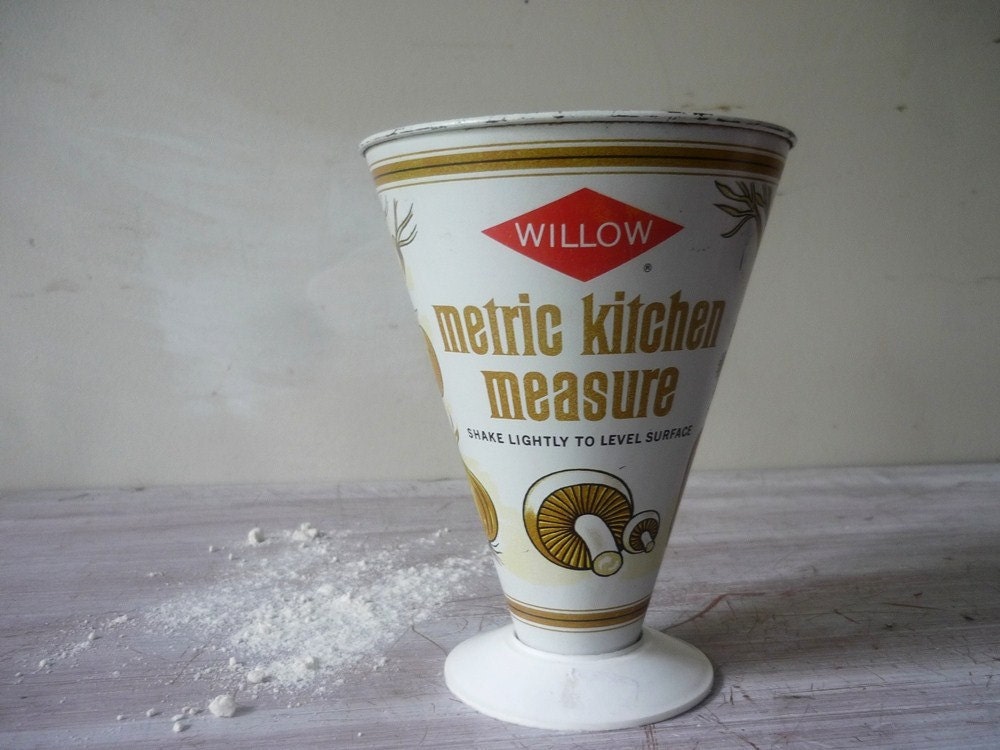 WILLOW
®
metric kitchen
measure
SHAKE LIGHTLY TO LEVEL SURFACE